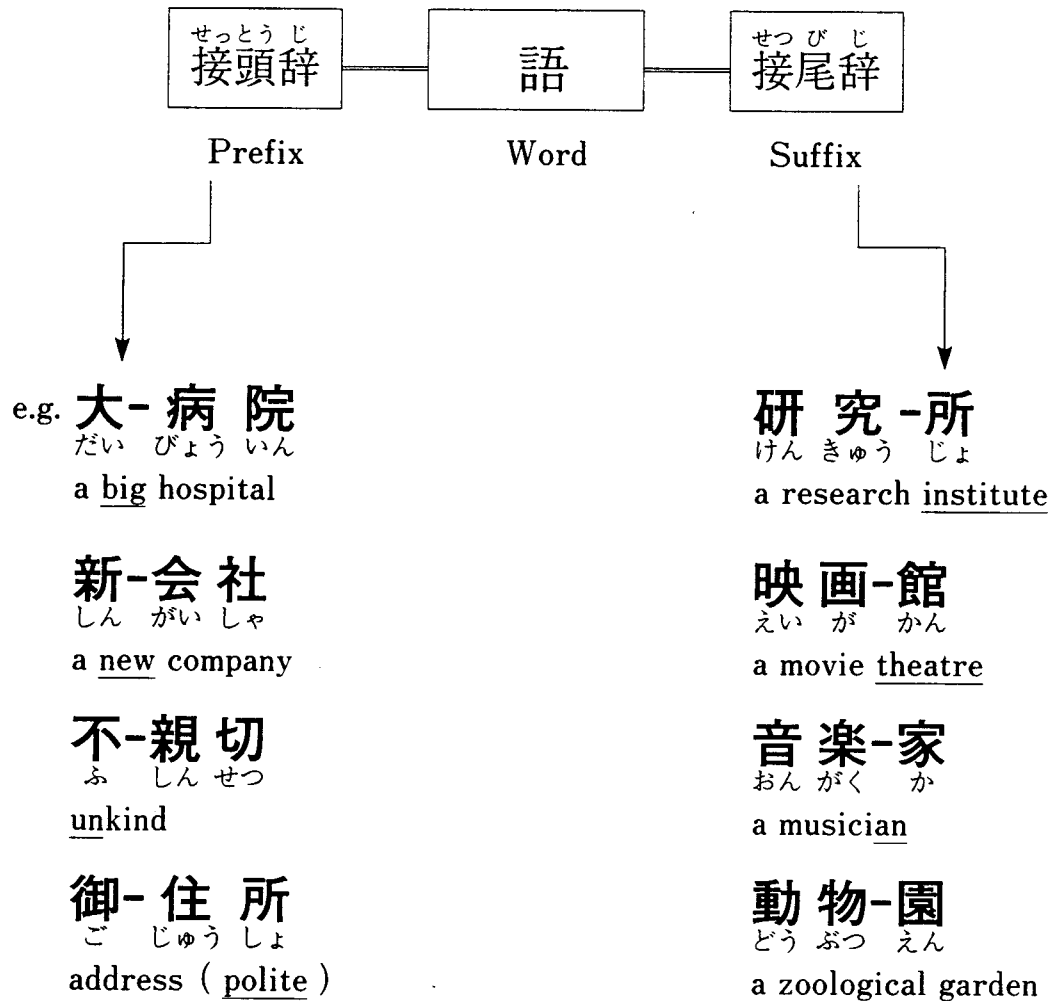 せっとうじ
接頭辞
語
せつびじ
接尾辞
Prefix
Word
Suffix
e.g. 大-病院
だい びょう いん
a big hospital
新-会社
しん がい しゃ
a new company
不-親切
ふ しん せつ
unkind
御-住所
ご じゅう しょ
address ( polite )
研究-所
けん きゅう じょ
a research institute
映画-館
えい が かん
a movie theatre
音楽-家
おん がく か
a musician
動物-園
どう ぶつ えん
a zoological garden